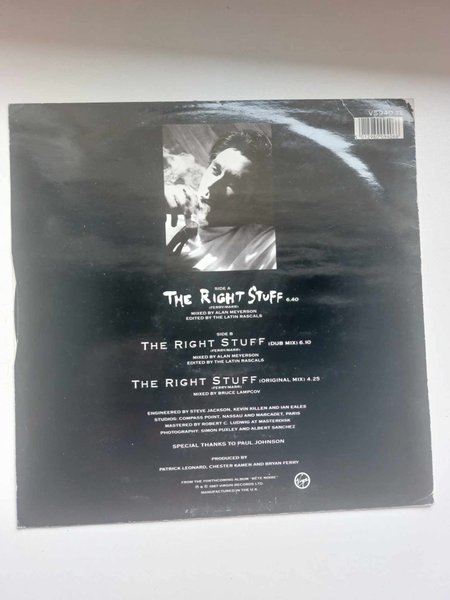 SIDE A
THE RIGHT STUFF 6.40
(FERRY/MARR)
MIXED BY ALAN MEYERSON
EDITED BY THE LATIN RASCALS
SIDE B
THE RIGHT STUFF (DUB MIX) 6.10
(FERRY/MARR)
MIXED BY ALAN MEYERSON
EDITED BY THE LATIN RASCALS
THE RIGHT STUFF (ORIGINAL MIX) 4.25
MIXED BY BRUCE LAMPCOV
ENGINEERED BY STEVE JACKSON, KEVIN KILLEN AND IAN EALES
STUDIOS: COMPASS POINT, NASSAU AND MARCADET, PARIS
MASTERED BY ROBERT C. LUDWIG AT MASTERDISK
PHOTOGRAPHY: SIMON PUXLEY AND ALBERT SANCHEZ
SPECIAL THANKS TO PAUL JOHNSON
PRODUCED BY
PATRICK LEONARD, CHESTER KAMEN AND BRYAN FERRY
FROM THE FORTHCOMING ALBUM "BÊTE NOIRE"
℗ © 1987 VIRGIN RECORDS LTD.
MANUFACTURED IN THE U.K.
Virgin